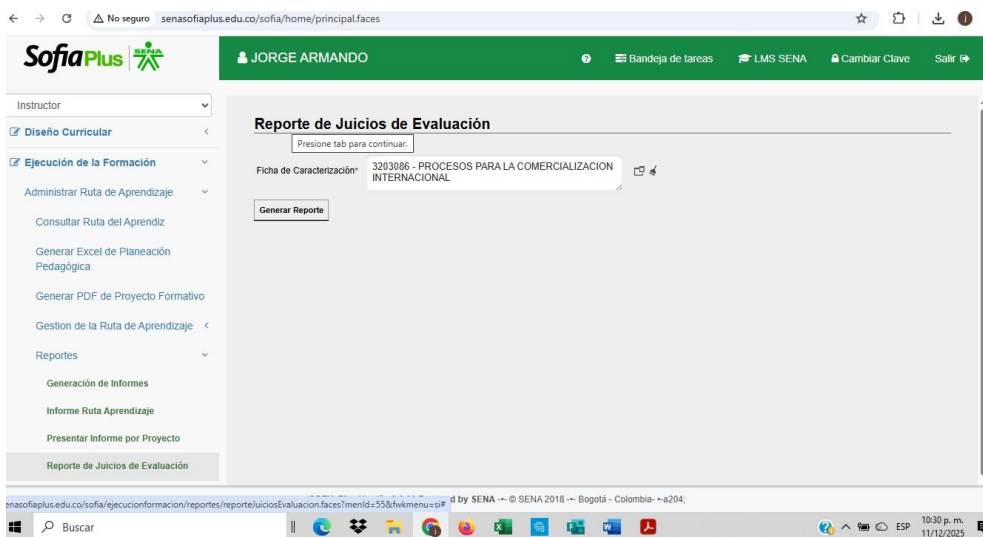 No seguro
senasofiaplus.edu.co/sofia/home/principal.faces
SofiaPlus
SENA
JORGE ARMANDO
Bandeja de tareas
LMS SENA
Cambiar Clave
Salir
Instructor
Diseño Curricular
Ejecución de la Formación
Administrar Ruta de Aprendizaje
Consultar Ruta del Aprendiz
Generar Excel de Planeación
Pedagógica
Generar PDF de Proyecto Formativo
Gestion de la Ruta de Aprendizaje
Reportes
Generación de Informes
Informe Ruta Aprendizaje
Presentar Informe por Proyecto
Reporte de Juicios de Evaluación
Reporte de Juicios de Evaluación
Presione tab para continuar.
Ficha de Caracterización*
3203086 - PROCESOS PARA LA COMERCIALIZACION
INTERNACIONAL
Generar Reporte
d by SENA -·- © SENA 2018 -·- Bogotá - Colombia- -·-a204;
enasofiaplus.edu.co/sofia/ejecucionformacion/reportes/reporteJuiciosEvaluacion.faces?menId=55&fwkmenu=si#
Buscar
ESP
10:30 p. m.
11/12/2025